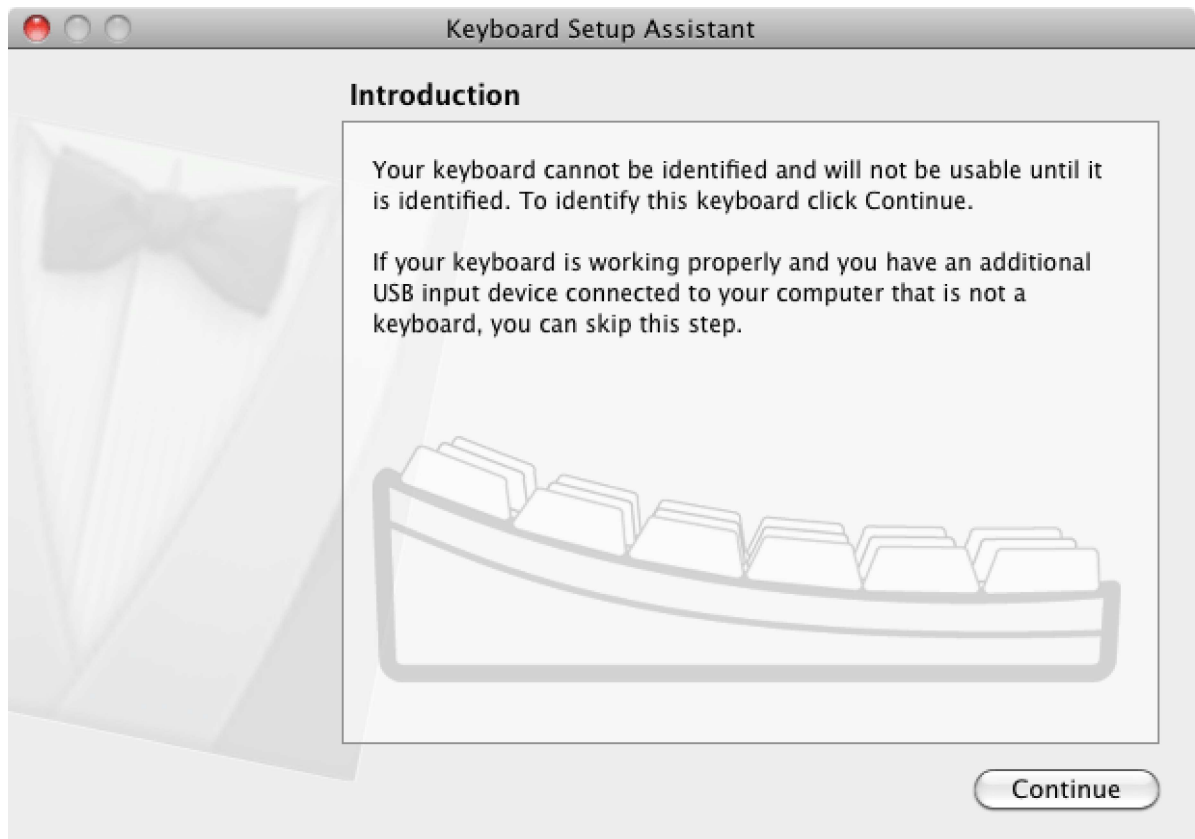 Keyboard Setup Assistant
Introduction
Your keyboard cannot be identified and will not be usable until it
is identified. To identify this keyboard click Continue.
If your keyboard is working properly and you have an additional
USB input device connected to your computer that is not a
keyboard, you can skip this step.
Continue